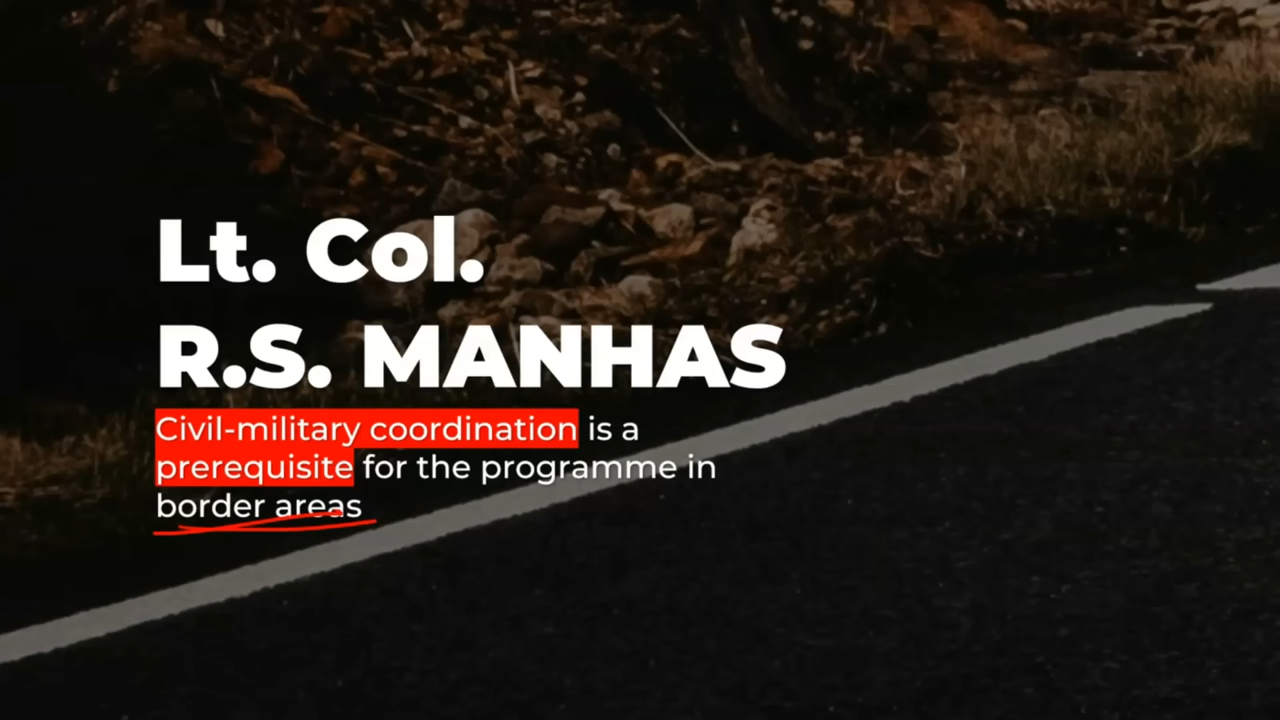 Lt. Col.
R.S. MANHAS
Civil-military coordination is a
prerequisite for the programme in
border areas